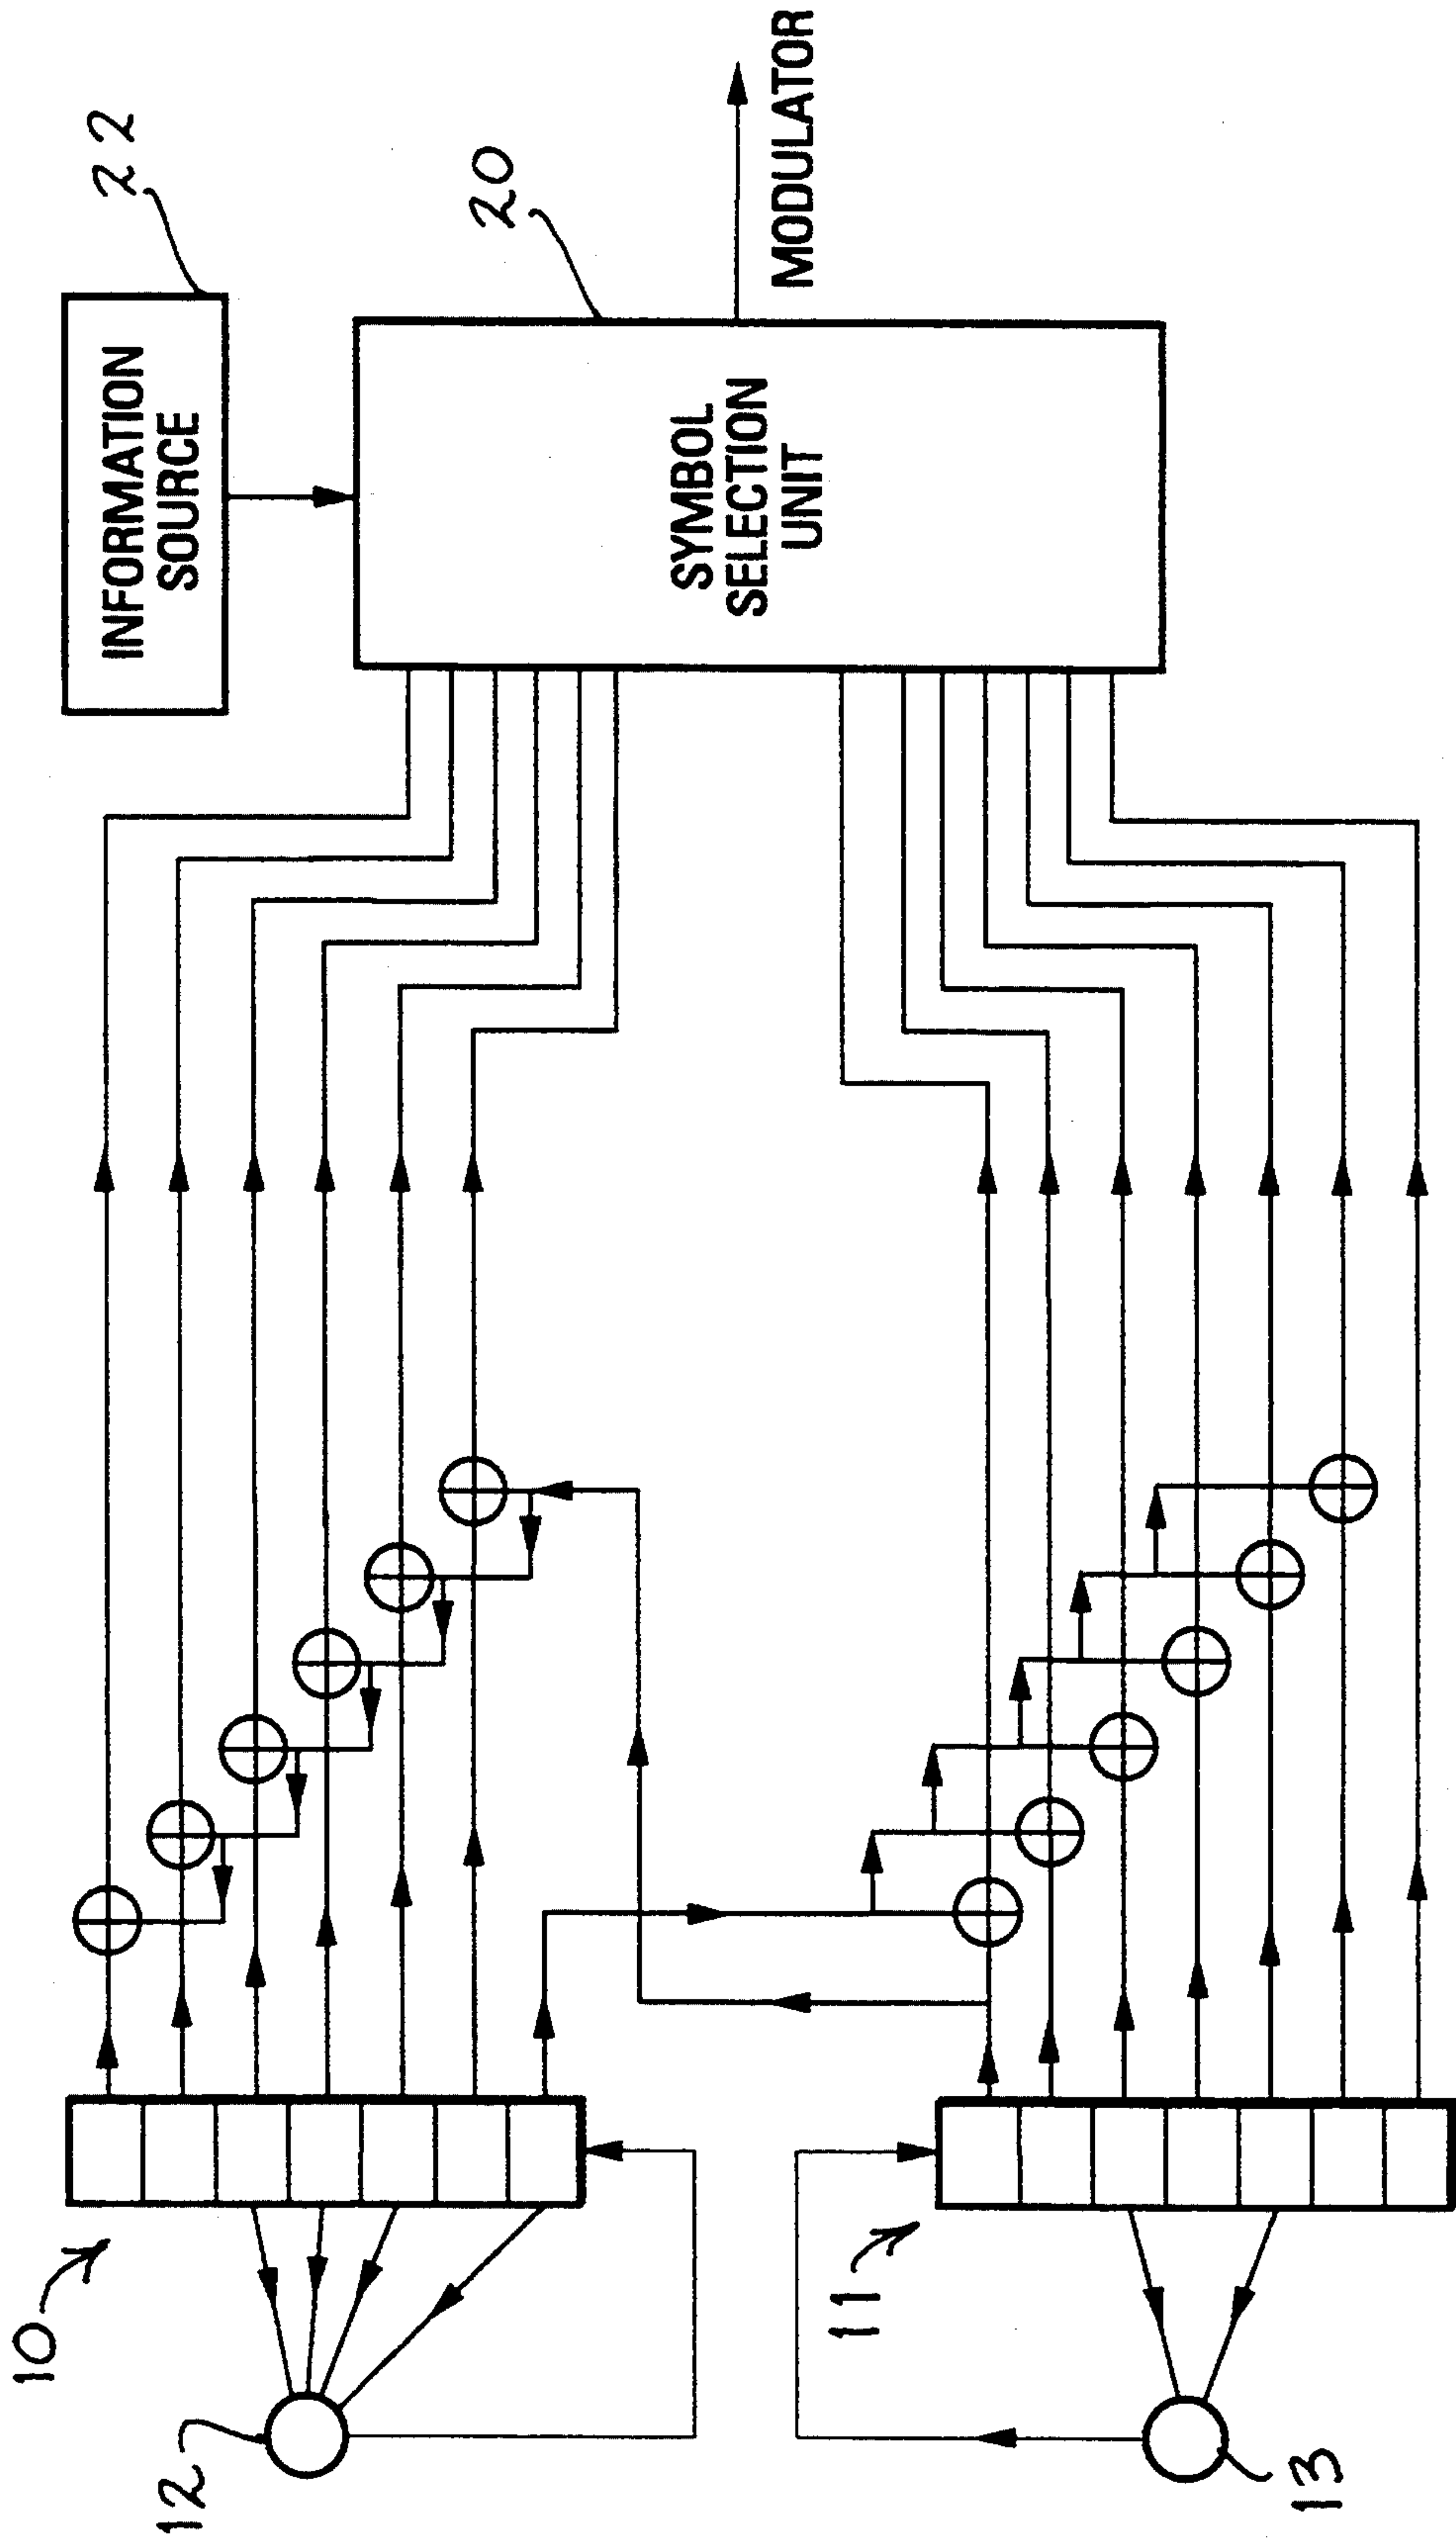 22
INFORMATION
SOURCE
20
SYMBOL
SELECTION
UNIT
MODULATOR
10
12
11
13